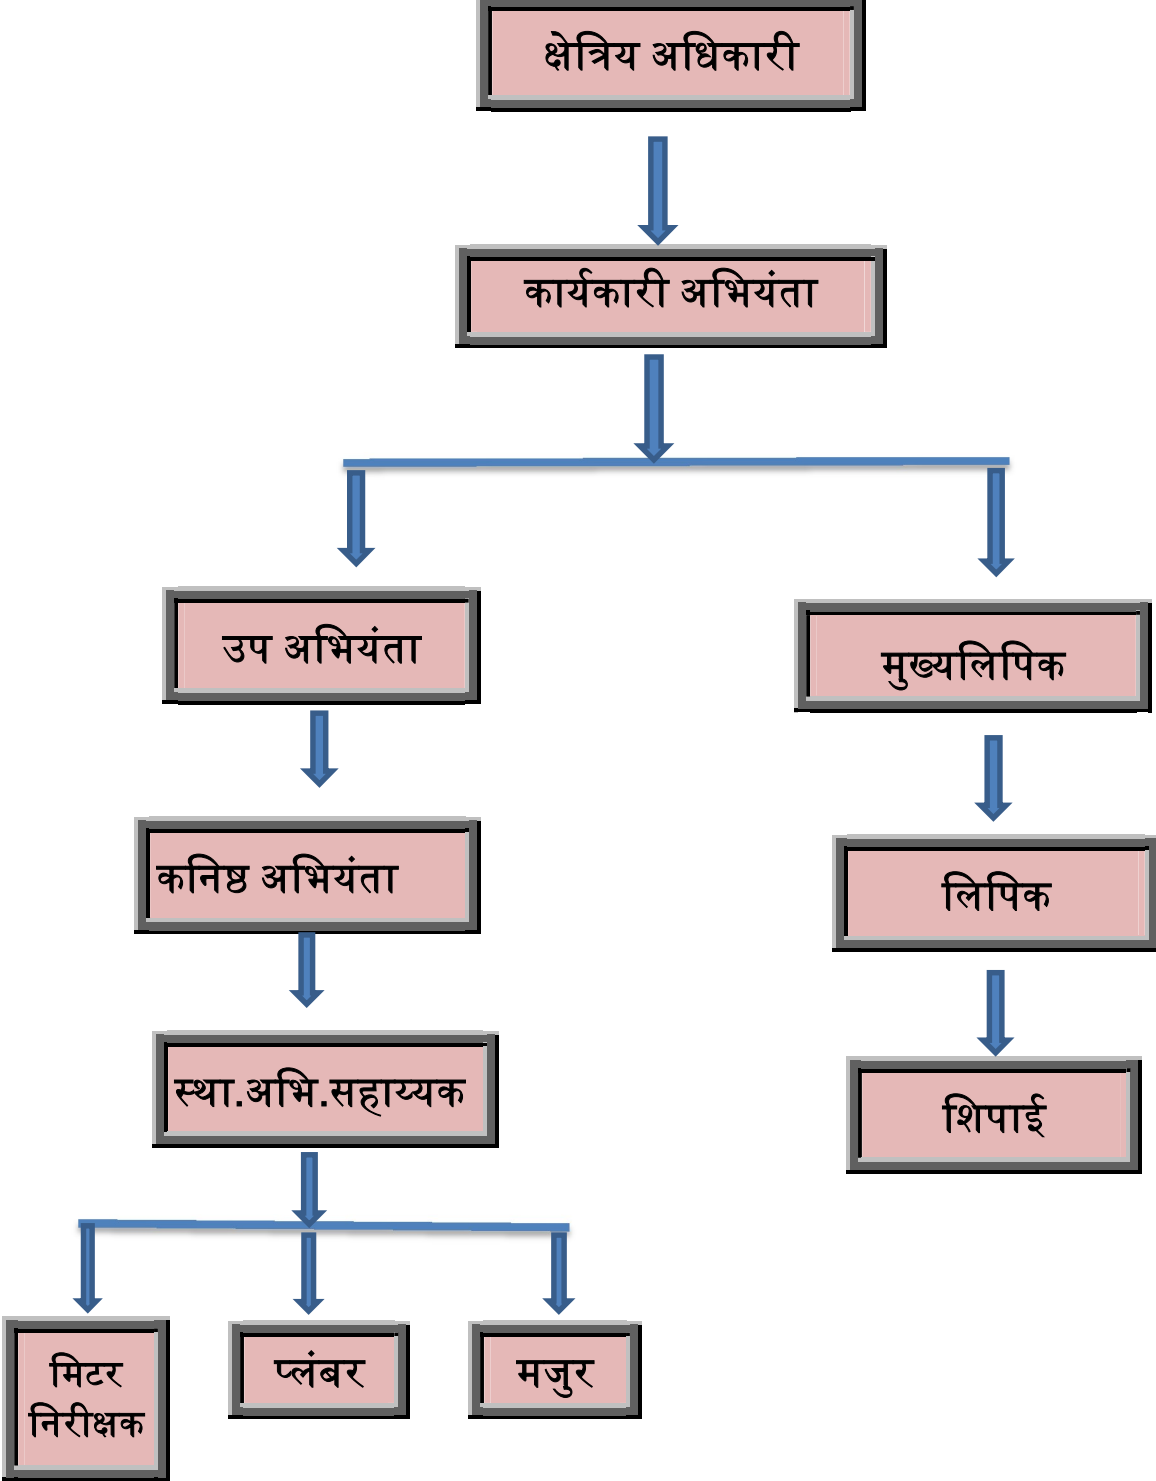 क्षेत्रिय अधिकारी
कार्यकारी अभियंता
उप अभियंता
मुख्यलिपिक
कनिष्ठ अभियंता
लिपिक
स्था.अभि.सहाय्यक
शिपाई
मिटर
निरीक्षक
प्लंबर
मजुर